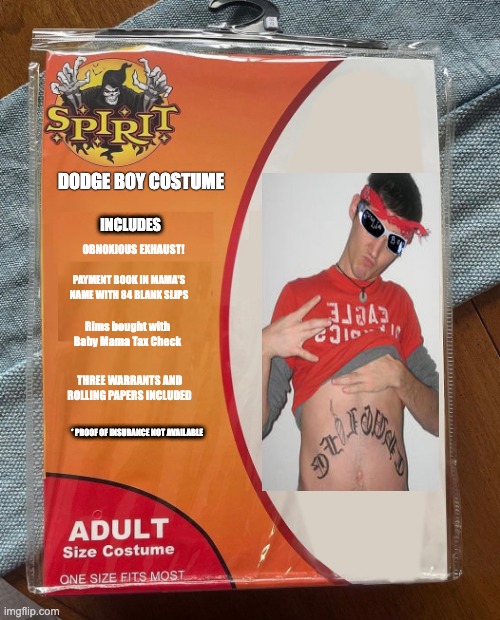 SPIRIT
DODGE BOY COSTUME
INCLUDES
OBNOXIOUS EXHAUST!
PAYMENT BOOK IN MAMA'S
NAME WITH 84 BLANK SLIPS
Rims bought with
Baby Mama Tax Check
THREE WARRANTS AND
ROLLING PAPERS INCLUDED
* PROOF OF INSURANCE NOT AVAILABLE
EAGLE
ADULT
Size Costume
ONE SIZE FITS MOST
imgflip.com